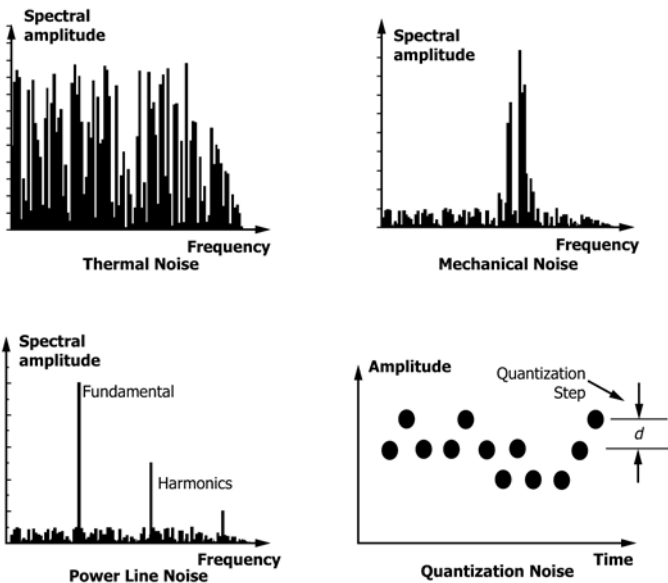 Spectral
amplitude
Frequency
Thermal Noise
Spectral
amplitude
Frequency
Mechanical Noise
Spectral
amplitude
Fundamental
Harmonics
Frequency
Power Line Noise
Amplitude
Quantization
Step
d
Time
Quantization Noise